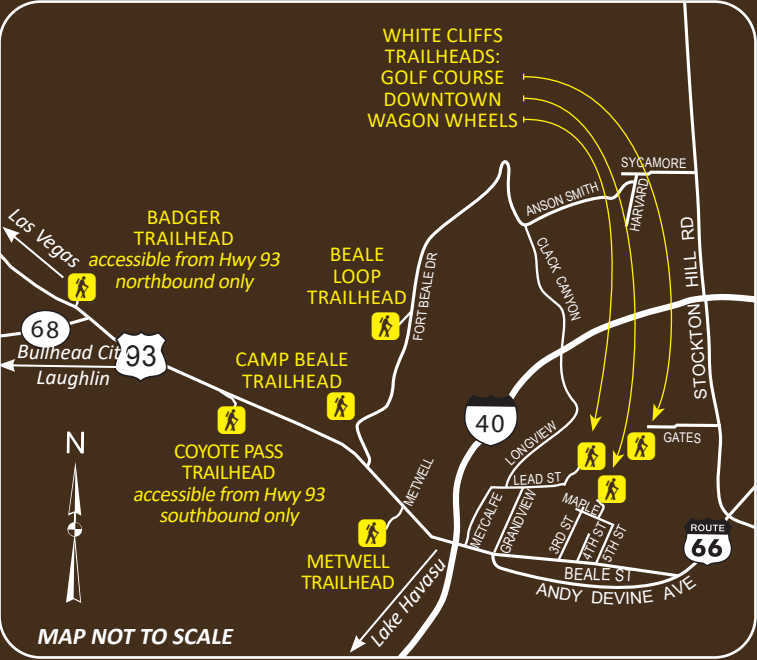 WHITE CLIFFS
TRAILHEADS:
GOLF COURSE
DOWNTOWN
WAGON WHEELS
SYCAMORE
ANSON SMITH
HARVARD
Las Vegas
BADGER
TRAILHEAD
accessible from Hwy 93
northbound only
BEALE
LOOP
TRAILHEAD
FORT BEALE DR
CLACK CANYON
STOCKTON HILL RD
68
Bullhead Cit
93
Laughlin
CAMP BEALE
TRAILHEAD
40
GATES
N
COYOTE PASS
TRAILHEAD
accessible from Hwy 93
southbound only
LONGVIEW
METWELL
LEAD ST
MAPLE
METCALFE
GRANDVIEW
3RD ST
4TH ST
5TH ST
ROUTE
66
METWELL
TRAILHEAD
BEALE ST
ANDY DEVINE AVE
Lake Havasu
MAP NOT TO SCALE